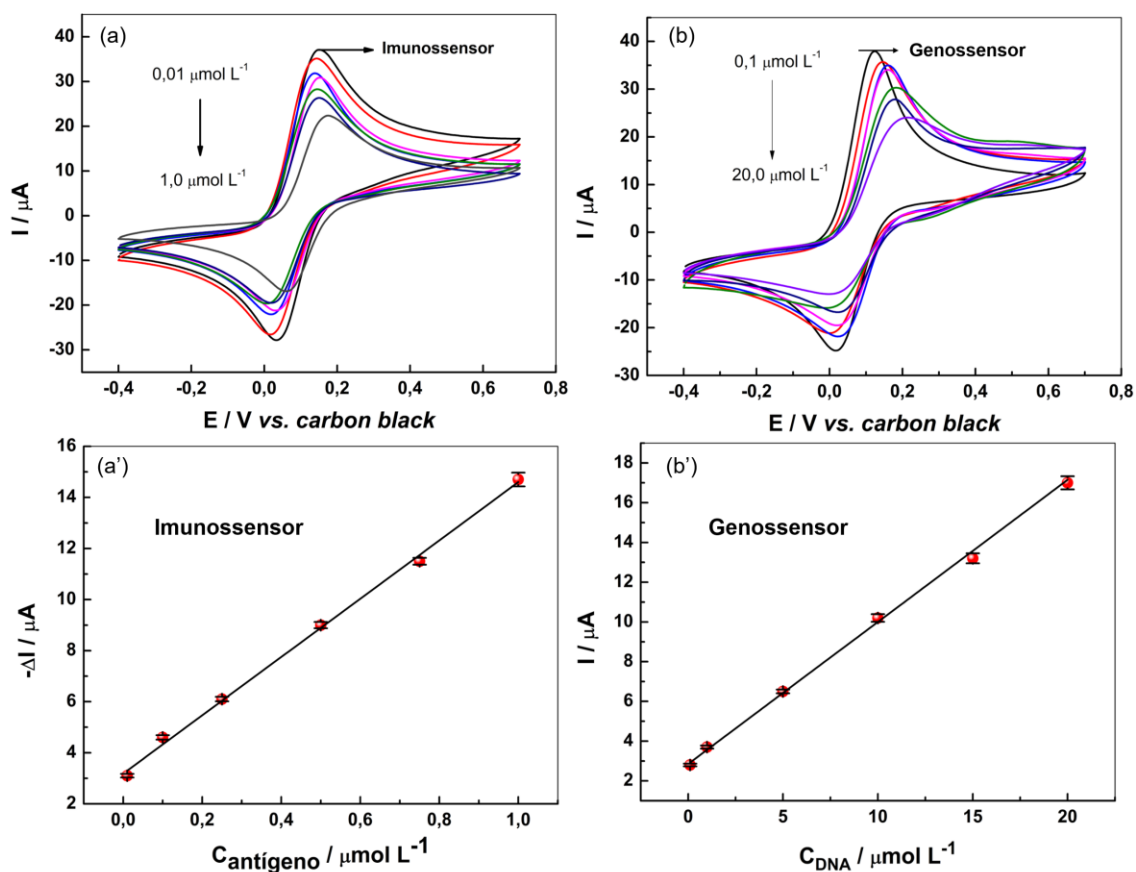 (a)
Imunossensor
0,01 μmol L-1
1,0 μmol L-1
I / μA
40
30
20
10
0
-10
-20
-30
-0,4 -0,2 0,0 0,2 0,4 0,6 0,8
E / V vs. carbon black
(b)
Genossensor
0,1 μmol L-1
20,0 μmol L-1
I / μA
40
30
20
10
0
-10
-20
-30
-0,4 -0,2 0,0 0,2 0,4 0,6 0,8
E / V vs. carbon black
(a’)
Imunossensor
-ΔI / μA
16
14
12
10
8
6
4
2
0,0 0,2 0,4 0,6 0,8 1,0
Cantígeno / μmol L-1
(b’)
Genossensor
I / μA
18
16
14
12
10
8
6
4
2
0 5 10 15 20
CDNA / μmol L-1